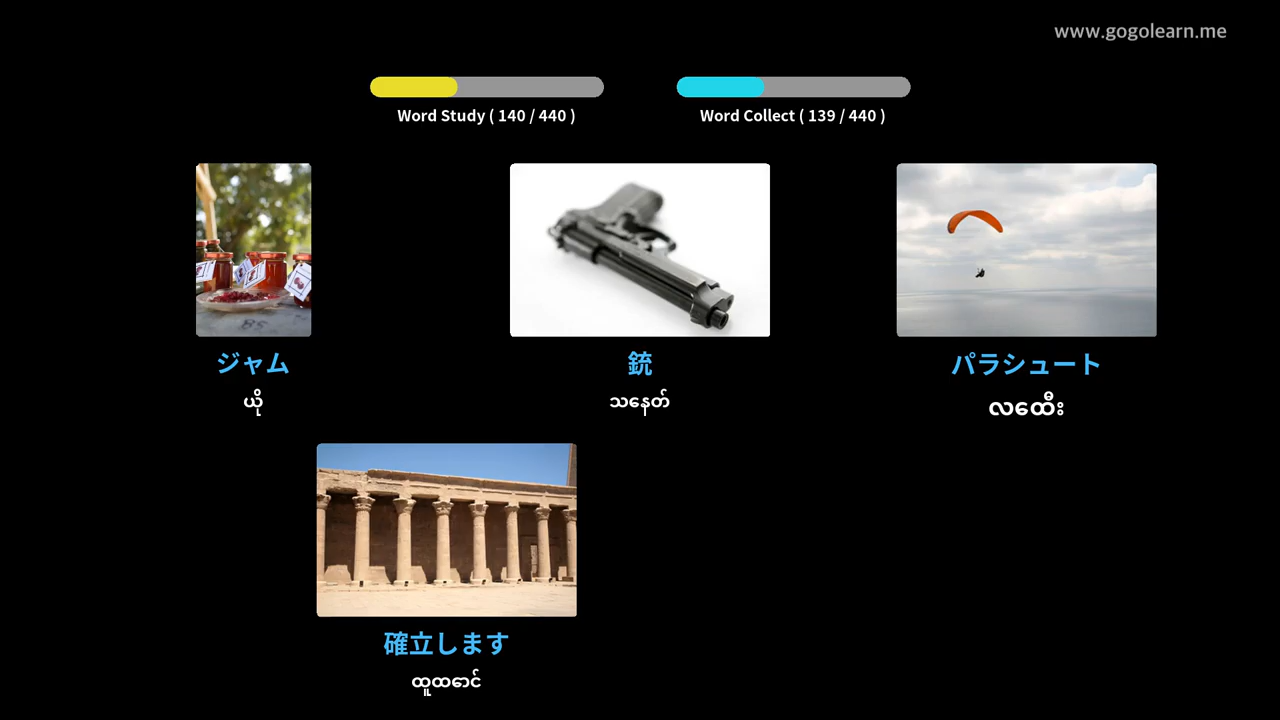 www.gogolearn.me
Word Study ( 140 / 440 )
Word Collect ( 139 / 440 )
ジャム
ယို
銃
သနေတ်
パラシュート
လထေီး
確立します
ထူထောင်